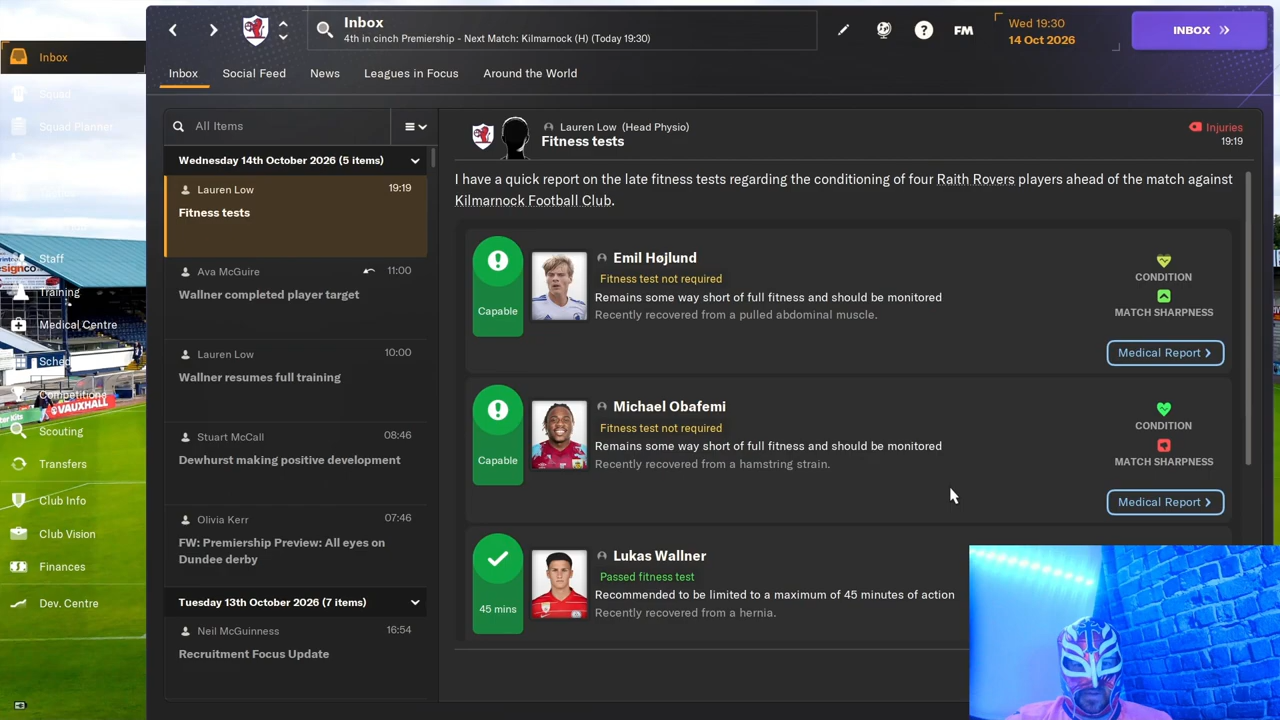 Inbox
4th in cinch Premiership - Next Match: Kilmarnock (H) (Today 19:30)
FM
Wed 19:30
14 Oct 2026
INBOX
Inbox
Social Feed
News
Leagues in Focus
Around the World
Inbox
Squad
Squad Planner
Staff
Training
Medical Centre
Sched
Competitions
VAUXHALL
Scouting
Transfers
Club Info
Club Vision
Finances
Dev. Centre
All Items
Wednesday 14th October 2026 (5 items)
Lauren Low 19:19
Fitness tests
Ava McGuire 11:00
Wallner completed player target
Lauren Low 10:00
Wallner resumes full training
Stuart McCall 08:46
Dewhurst making positive development
Olivia Kerr 07:46
FW: Premiership Preview: All eyes on
Dundee derby
Tuesday 13th October 2026 (7 items)
Neil McGuinness 16:54
Recruitment Focus Update
Lauren Low (Head Physio)
Fitness tests
Injuries
19:19
I have a quick report on the late fitness tests regarding the conditioning of four Raith Rovers players ahead of the match against
Kilmarnock Football Club.
Capable
Emil Højlund
Fitness test not required
Remains some way short of full fitness and should be monitored
Recently recovered from a pulled abdominal muscle.
CONDITION
MATCH SHARPNESS
Medical Report
Capable
Michael Obafemi
Fitness test not required
Remains some way short of full fitness and should be monitored
Recently recovered from a hamstring strain.
CONDITION
MATCH SHARPNESS
Medical Report
45 mins
Lukas Wallner
Passed fitness test
Recommended to be limited to a maximum of 45 minutes of action
Recently recovered from a hernia.